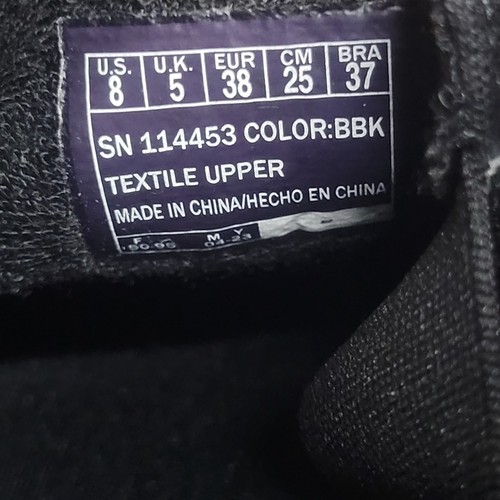 U.S. U.K. EUR CM BRA
8 5 38 25 37
SN 114453 COLOR:BBK
TEXTILE UPPER
MADE IN CHINA/HECHO EN CHINA
F M Y
04-23